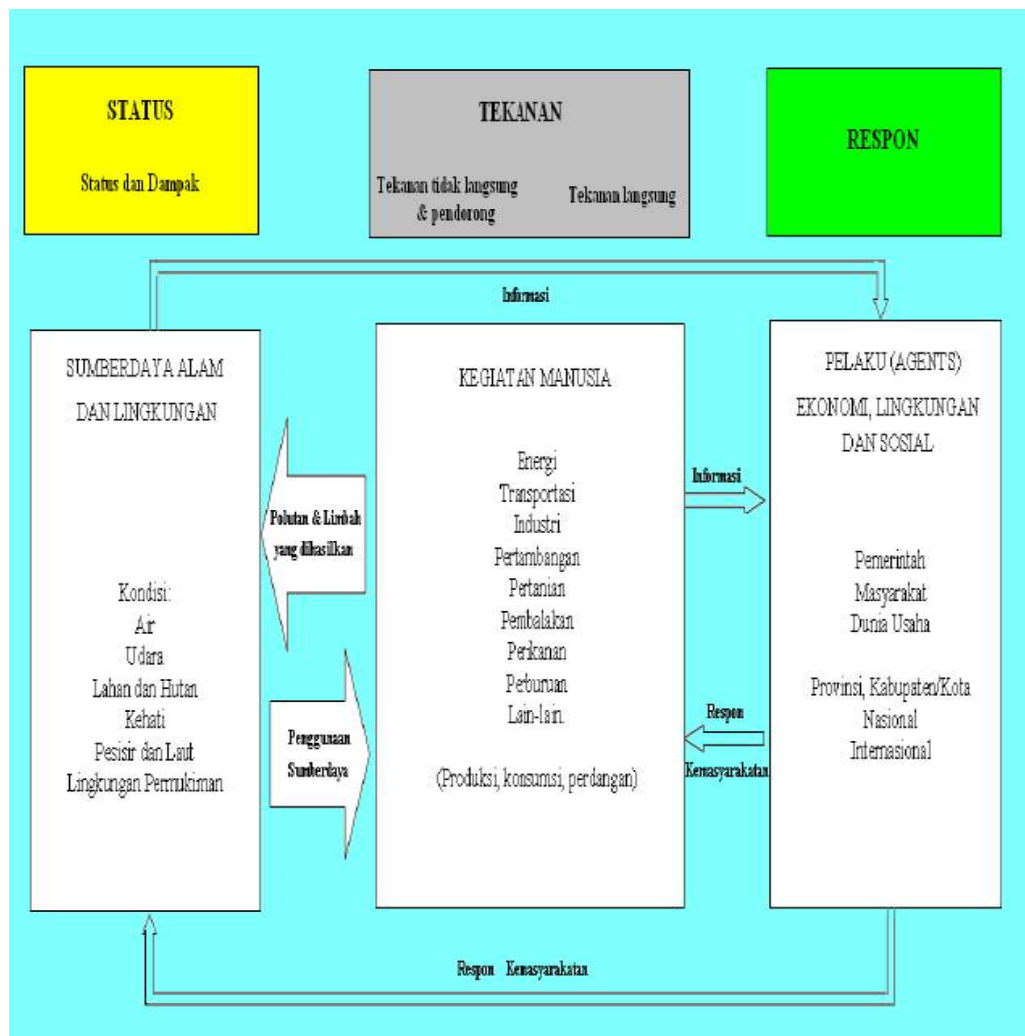 STATUS
Status dan Dampak
TEKANAN
Tekanan tidak langsung
& pendorong
Tekanan langsung
RESPON
Informasi
SUMBERDAYA ALAM
DAN LINGKUNGAN
Kondisi:
Air
Udara
Lahan dan Hutan
Kehati
Pesisir dan Laut
Lingkungan Permukiman
Polutan & Limbah
yang dihasilkan
Penggunaan
Sumberdaya
KEGIATAN MANUSIA
Energi
Transportasi
Industri
Pertambangan
Pertanian
Pembalakan
Perikanan
Perburuan
Lain-lain.
(Produksi, konsumsi, perdangan)
Informasi
Respon
Kemasyarakatan
PELAKU (AGENTS)
EKONOMI, LINGKUNGAN
DAN SOSIAL
Pemerintah
Masyarakat
Dunia Usaha
Provinsi, Kabupaten/Kota
Nasional
Internasional
Respon Kemasyarakatan